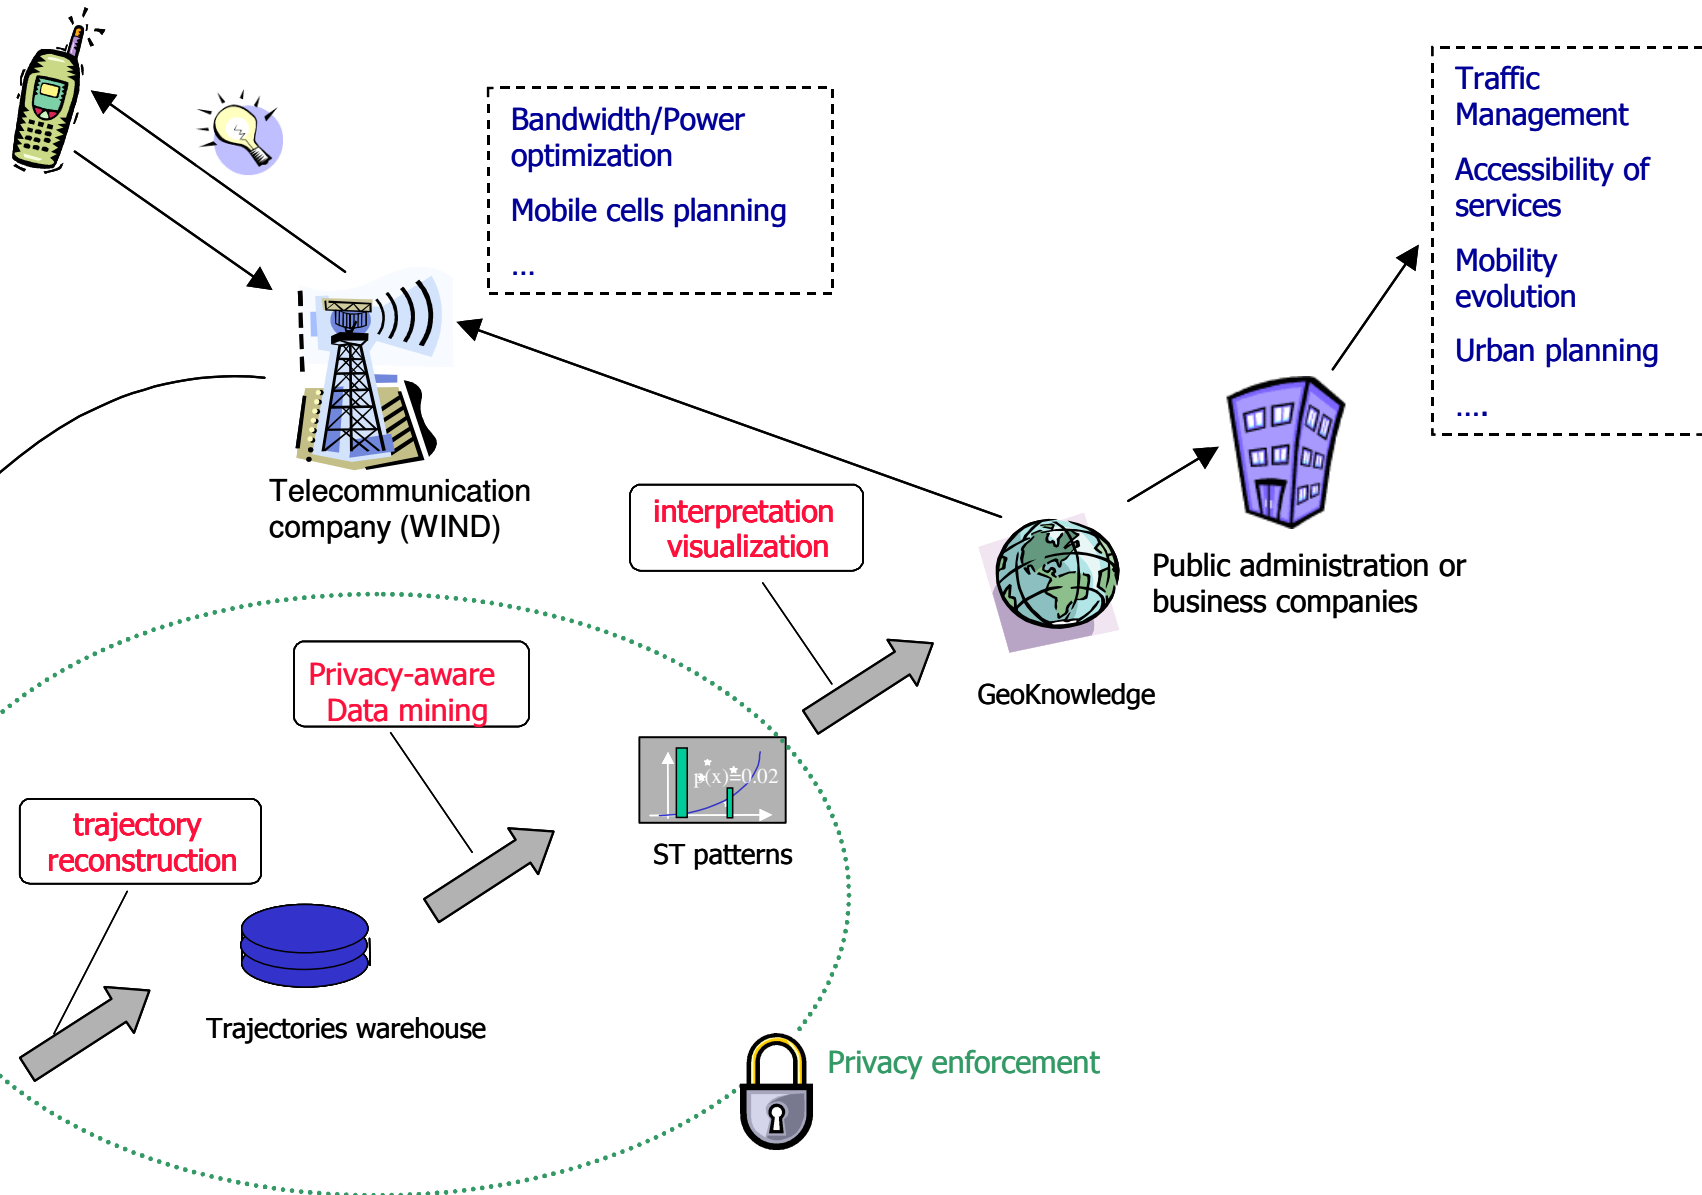 Bandwidth/Power
optimization
Mobile cells planning
...
Traffic
Management
Accessibility of
services
Mobility
evolution
Urban planning
....
Telecommunication
company (WIND)
interpretation
visualization
Public administration or
business companies
GeoKnowledge
Privacy-aware
Data mining
p(x)=0.02
ST patterns
trajectory
reconstruction
Trajectories warehouse
Privacy enforcement